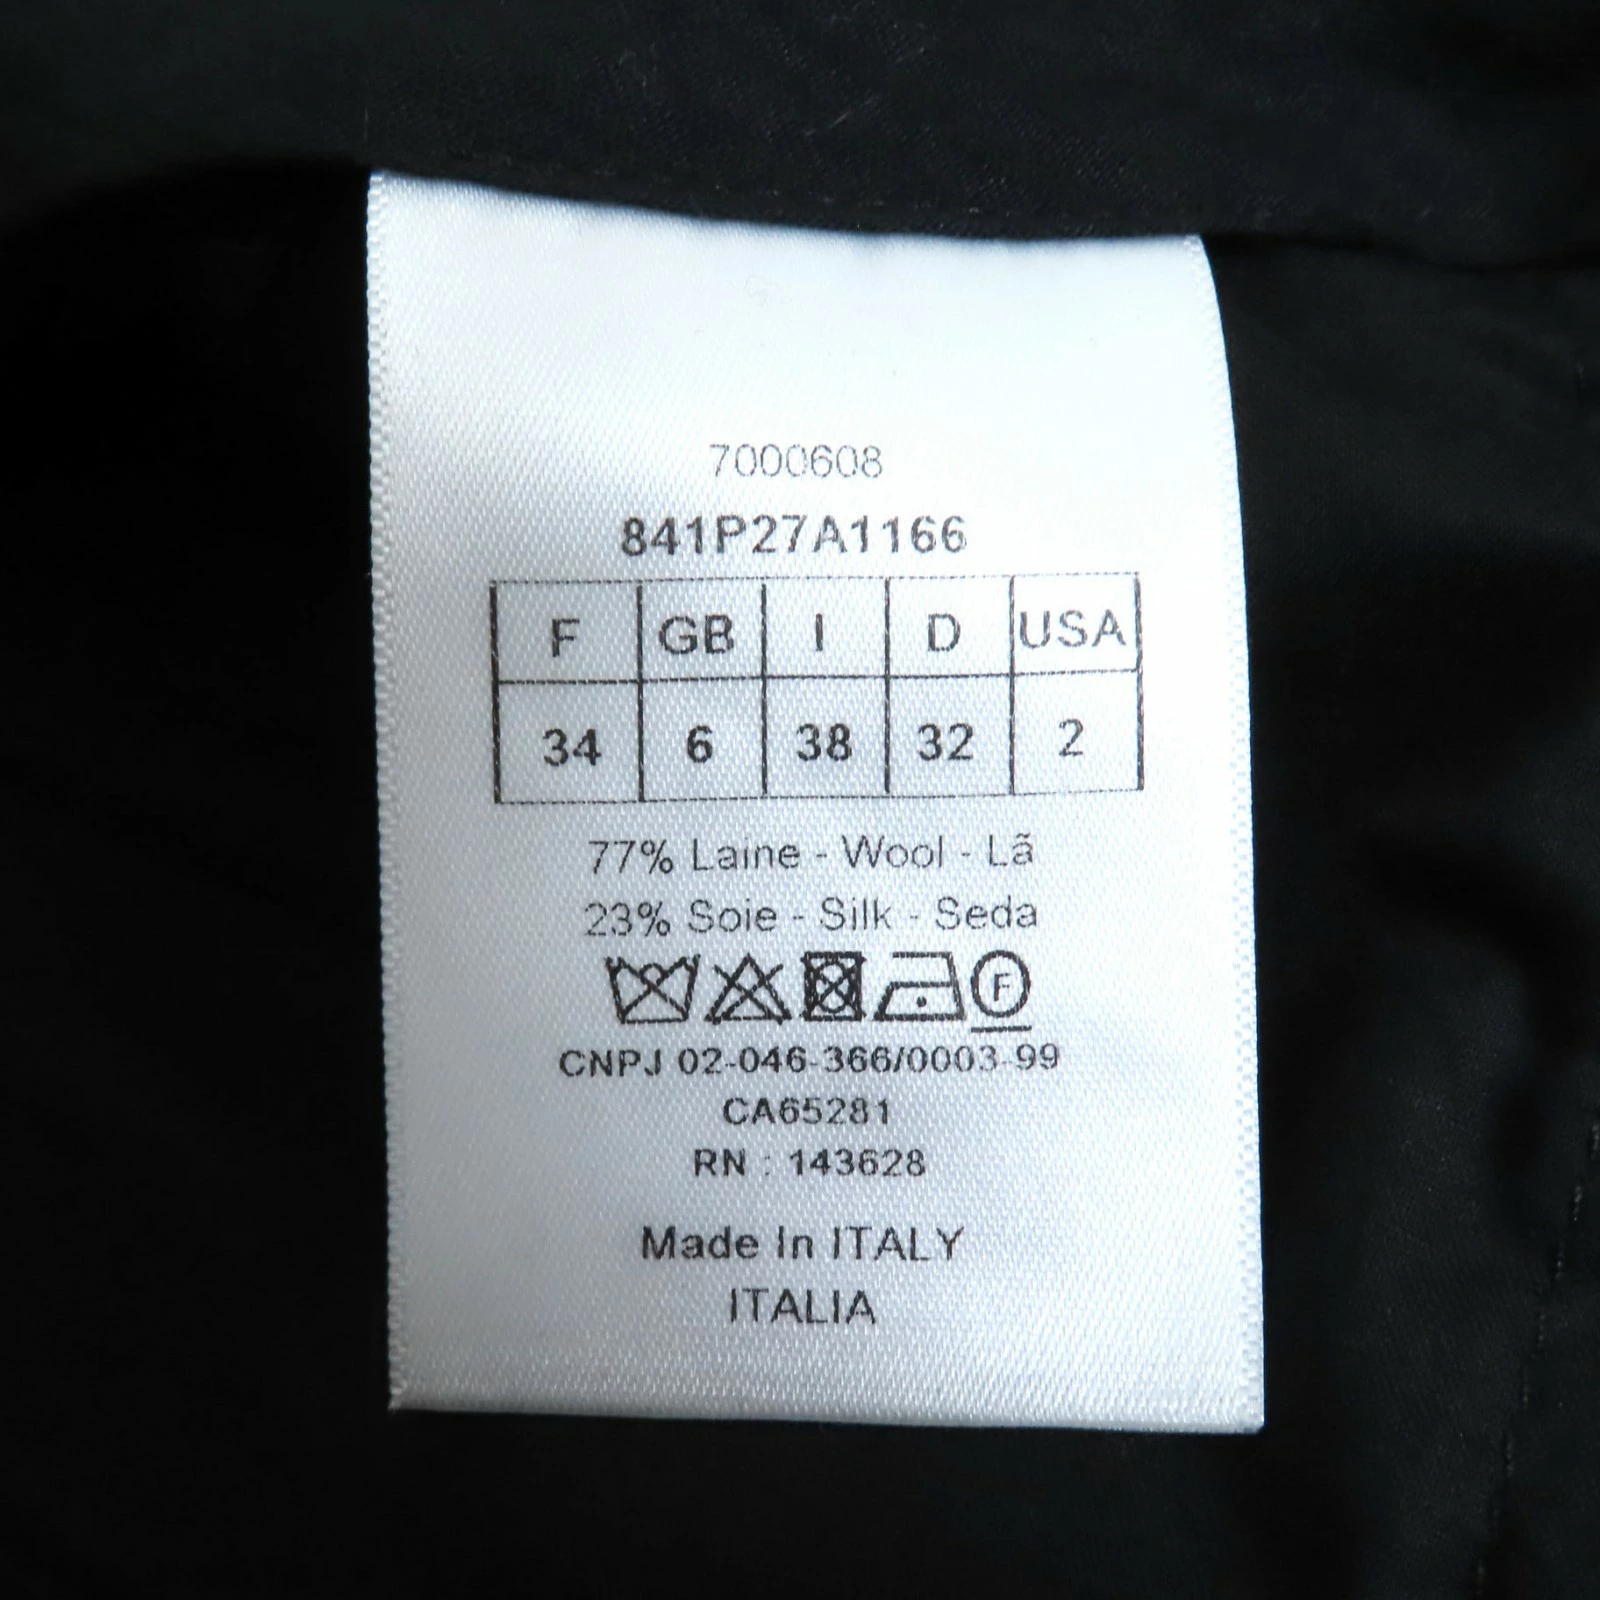 7000608
841P27A1166
F GB I D USA
34 6 38 32 2
77% Laine - Wool - Lã
23% Soie - Silk - Seda
F
CNPJ 02-046-366/0003-99
CA65281
RN : 143628
Made In ITALY
ITALIA